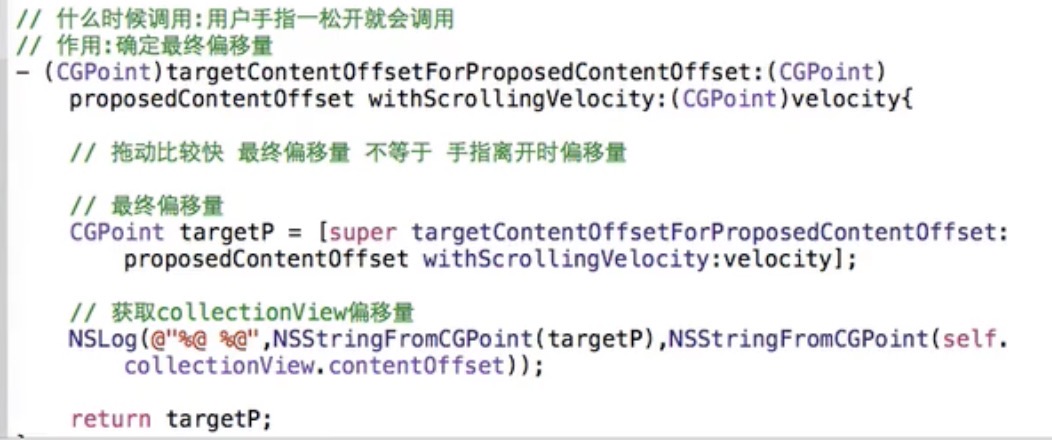 // 什么时候调用:用户手指一松开就会调用
// 作用:确定最终偏移量
- (CGPoint)targetContentOffsetForProposedContentOffset:(CGPoint)
proposedContentOffset withScrollingVelocity:(CGPoint)velocity{
// 拖动比较快 最终偏移量 不等于 手指离开时偏移量
// 最终偏移量
CGPoint targetP = [super targetContentOffsetForProposedContentOffset:
proposedContentOffset withScrollingVelocity:velocity];
// 获取collectionView偏移量
NSLog(@"%@ %@",NSStringFromCGPoint(targetP),NSStringFromCGPoint(self.
collectionView.contentOffset));
return targetP;